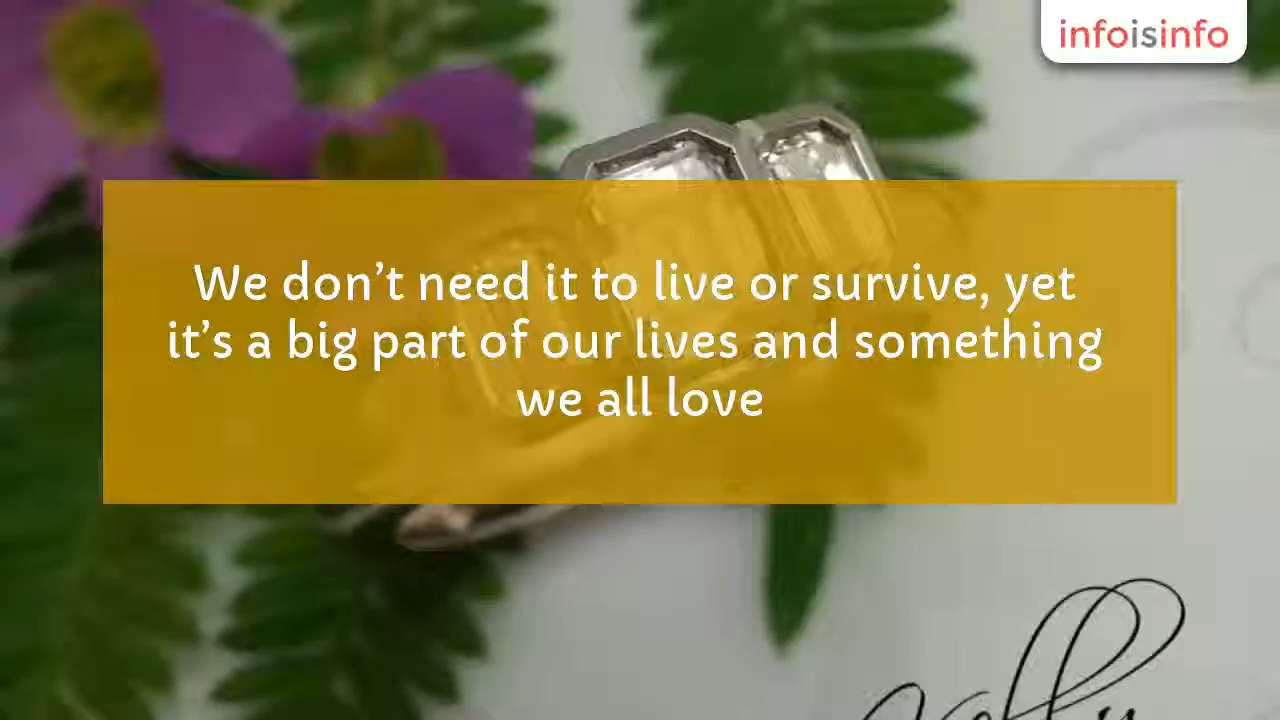 infoisinfo
We don’t need it to live or survive, yet
it’s a big part of our lives and something
we all love